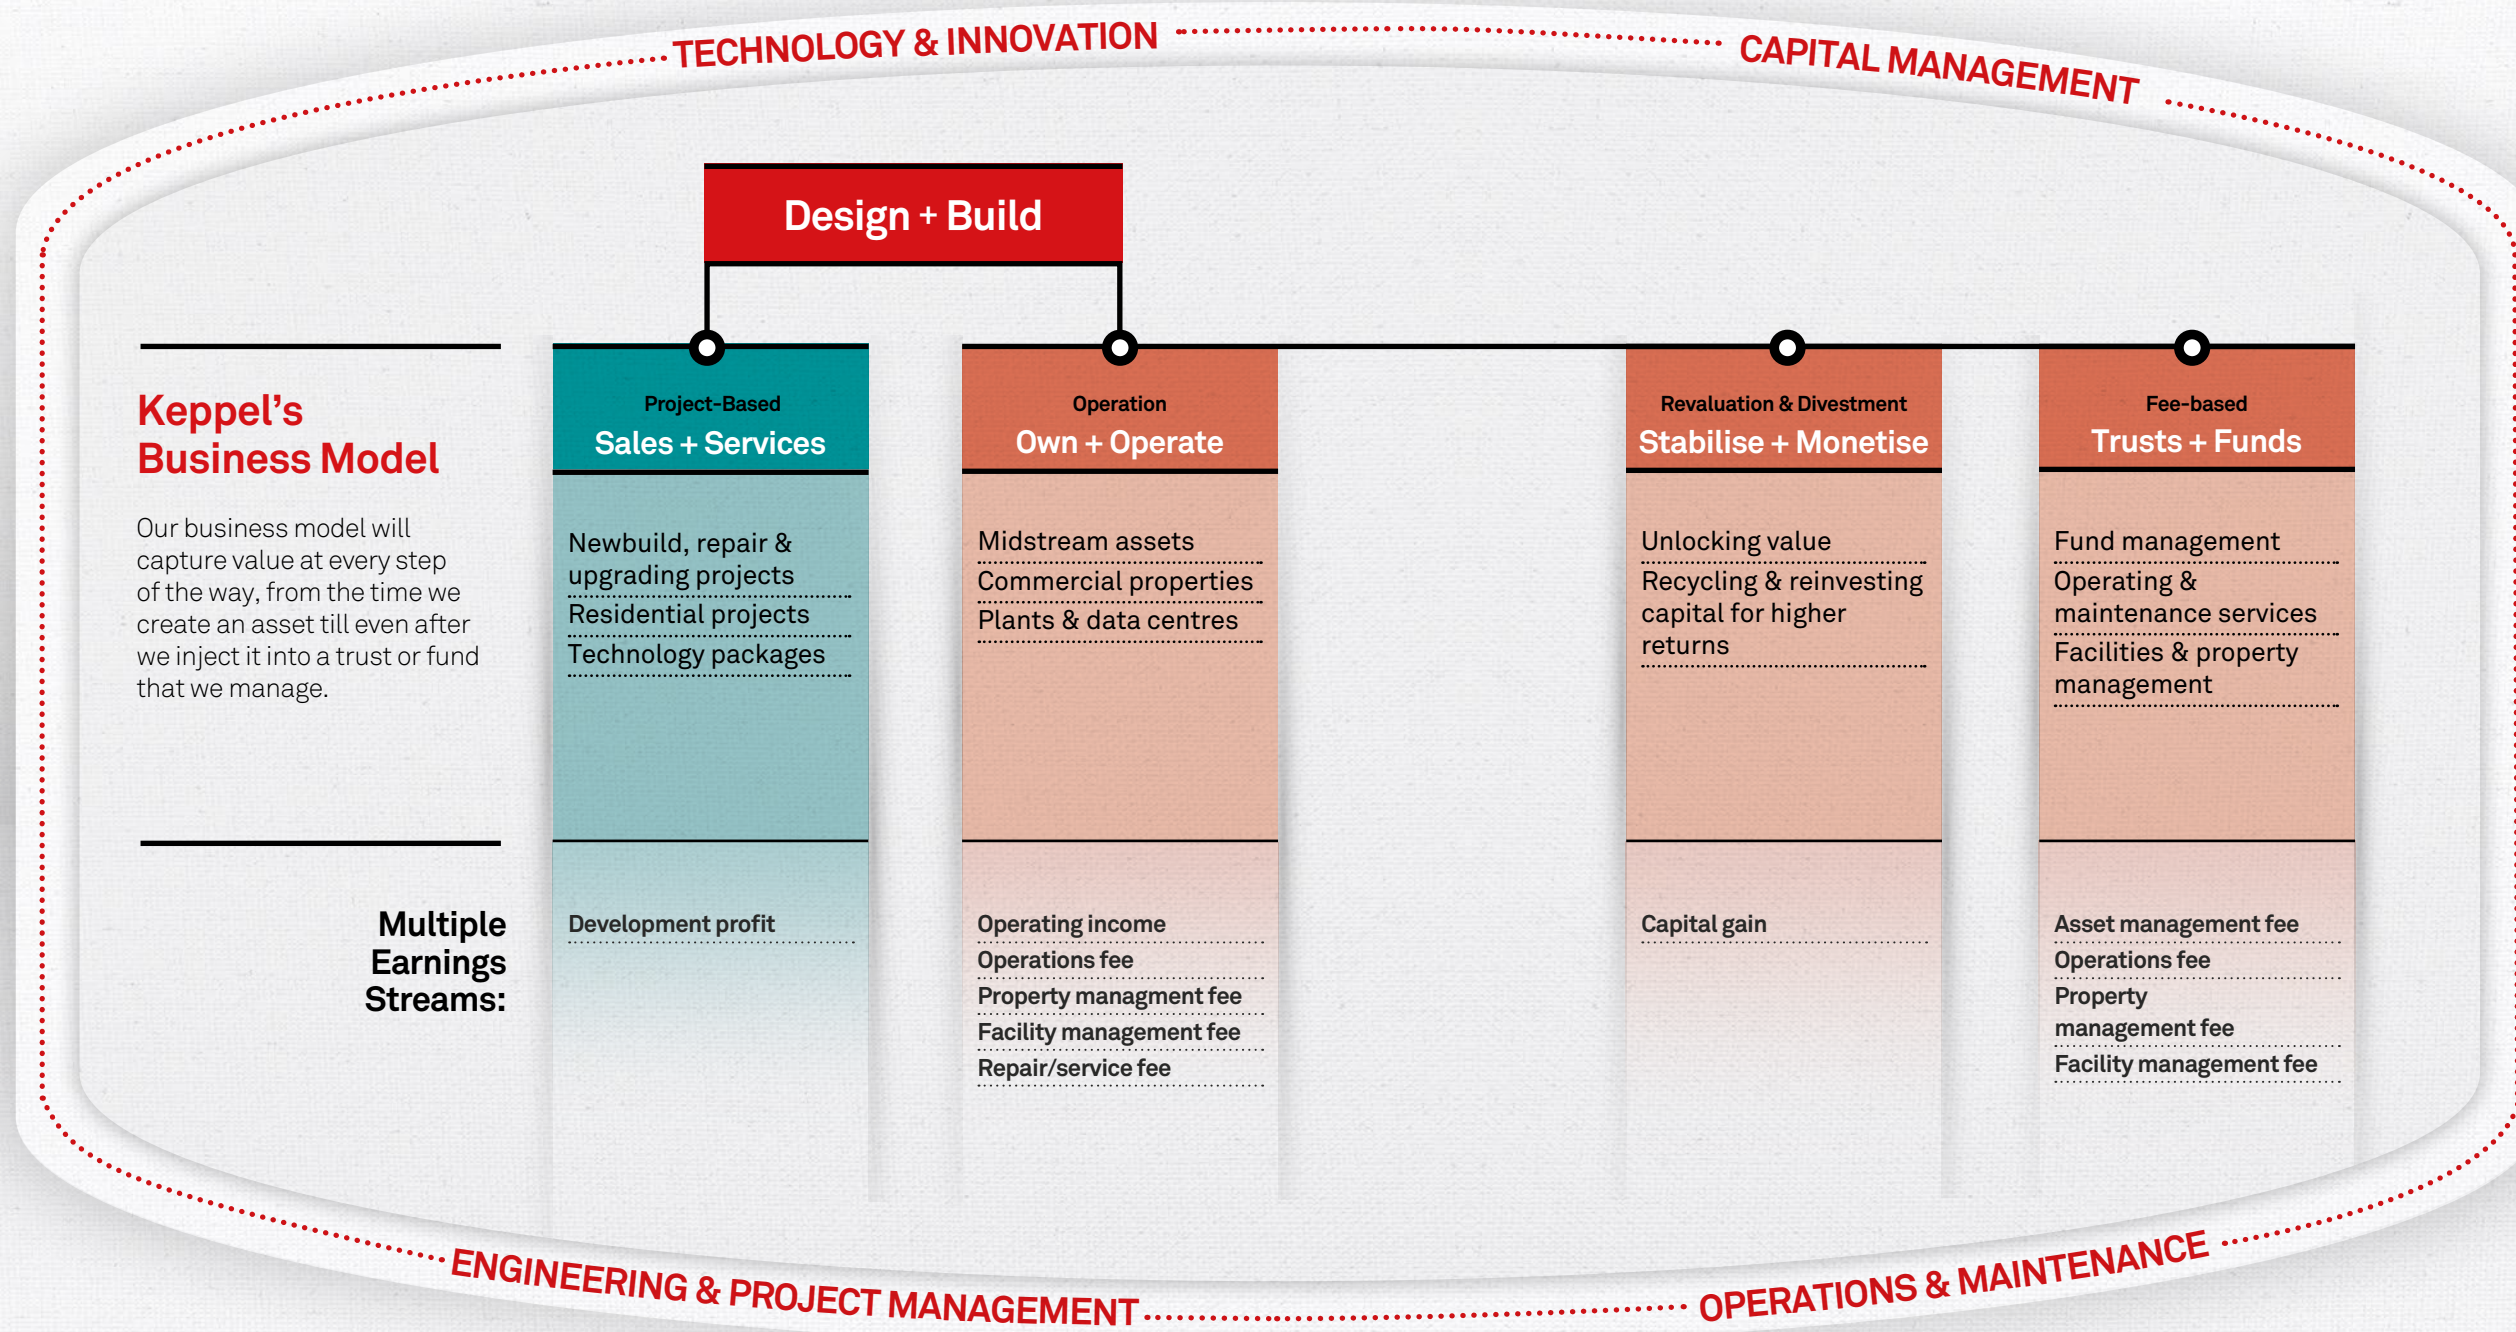 TECHNOLOGY & INNOVATION
CAPITAL MANAGEMENT
Design + Build
Keppel's
Business Model
Our business model will
capture value at every step
of the way, from the time we
create an asset till even after
we inject it into a trust or fund
that we manage.
Project-Based
Sales + Services
Newbuild, repair &
upgrading projects
Residential projects
Technology packages
Operation
Own + Operate
Midstream assets
Commercial properties
Plants & data centres
Revaluation & Divestment
Stabilise + Monetise
Unlocking value
Recycling & reinvesting
capital for higher
returns
Fee-based
Trusts + Funds
Fund management
Operating &
maintenance services
Facilities & property
management
Multiple
Earnings
Streams:
Development profit
Operating income
Operations fee
Property managment fee
Facility management fee
Repair/service fee
Capital gain
Asset management fee
Operations fee
Property
management fee
Facility management fee
ENGINEERING & PROJECT MANAGEMENT
OPERATIONS & MAINTENANCE